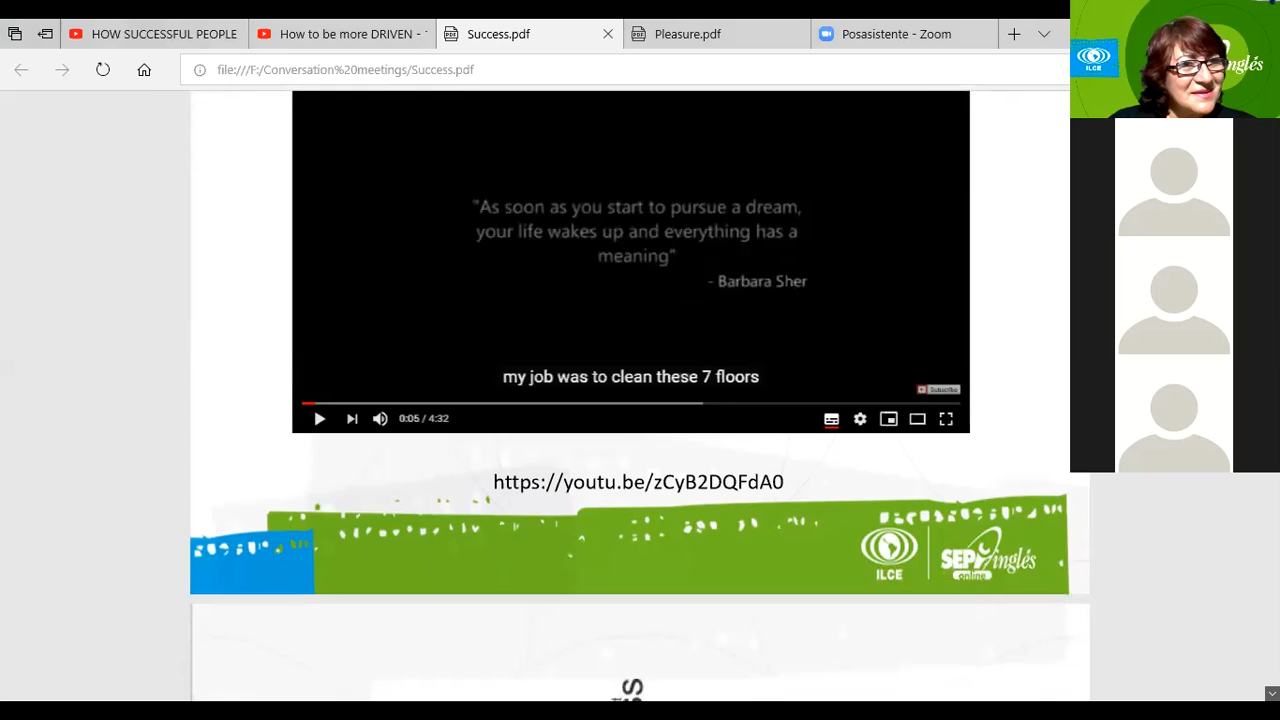 HOW SUCCESSFUL PEOPLE
How to be more DRIVEN -
Success.pdf
Pleasure.pdf
Posasistente - Zoom
file:///F:/Conversation%20meetings/Success.pdf
ILCE
inglés
"As soon as you start to pursue a dream,
your life wakes up and everything has a
meaning"
- Barbara Sher
my job was to clean these 7 floors
Subscribe
0:05 / 4:32
https://youtu.be/zCyB2DQFdA0
ILCE
SEP inglés
online